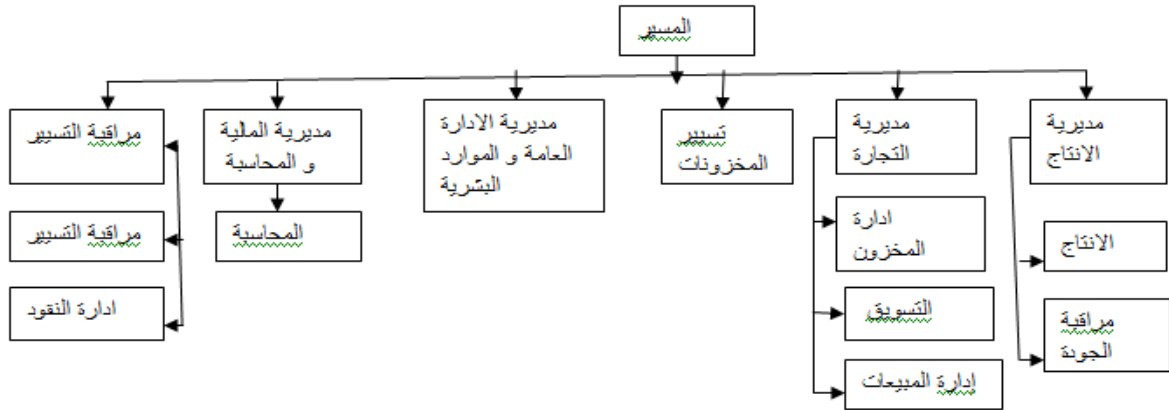 المسير
مديرية
الانتاج
مديرية
التجارة
تسيير
المخزونات
مديرية الادارة
العامة و الموارد
البشرية
مديرية المالية
و المحاسبة
مراقبة التسيير
الانتاج
مراقبة
الجودة
ادارة
المخزون
التسويق
إدارة المبيعات
المحاسبة
مراقبة التسيير
ادارة النقود